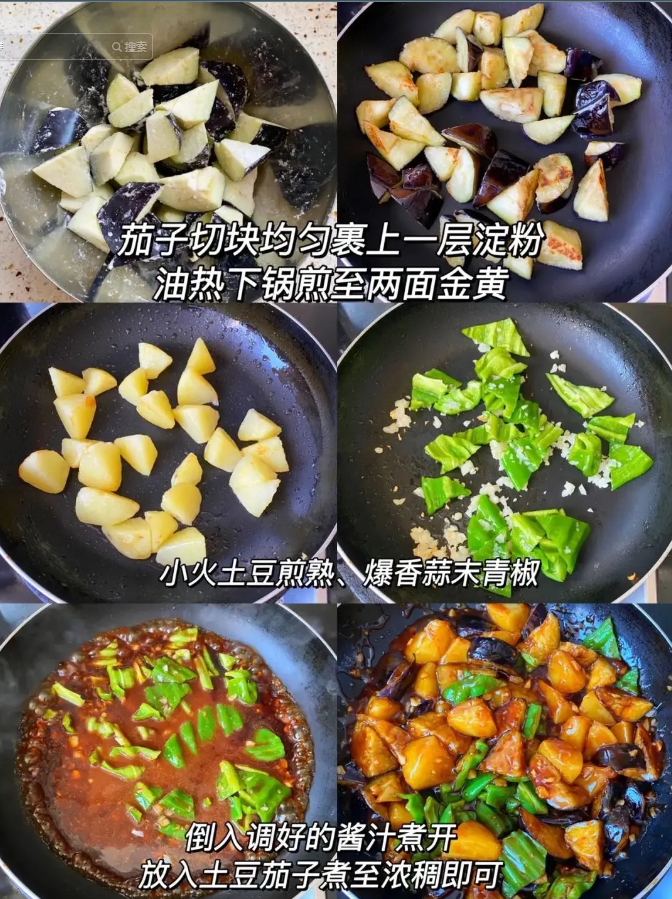 搜索
茄子切块均匀裹上一层淀粉
油热下锅煎至两面金黄
小火土豆煎熟、爆香蒜末青椒
倒入调好的酱汁煮开
放入土豆茄子煮至浓稠即可